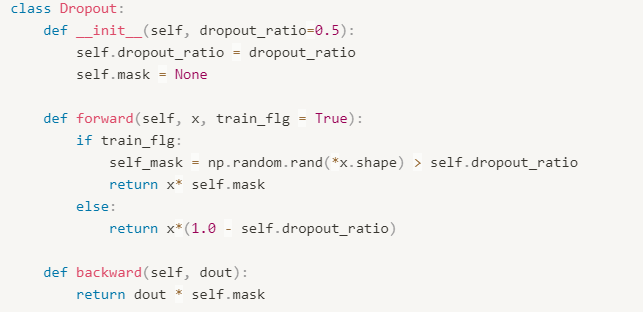 class Dropout:
    def __init__(self, dropout_ratio=0.5):
        self.dropout_ratio = dropout_ratio
        self.mask = None

    def forward(self, x, train_flg = True):
        if train_flg:
            self_mask = np.random.rand(*x.shape) > self.dropout_ratio
            return x* self.mask
        else:
            return x*(1.0 - self.dropout_ratio)

    def backward(self, dout):
        return dout * self.mask